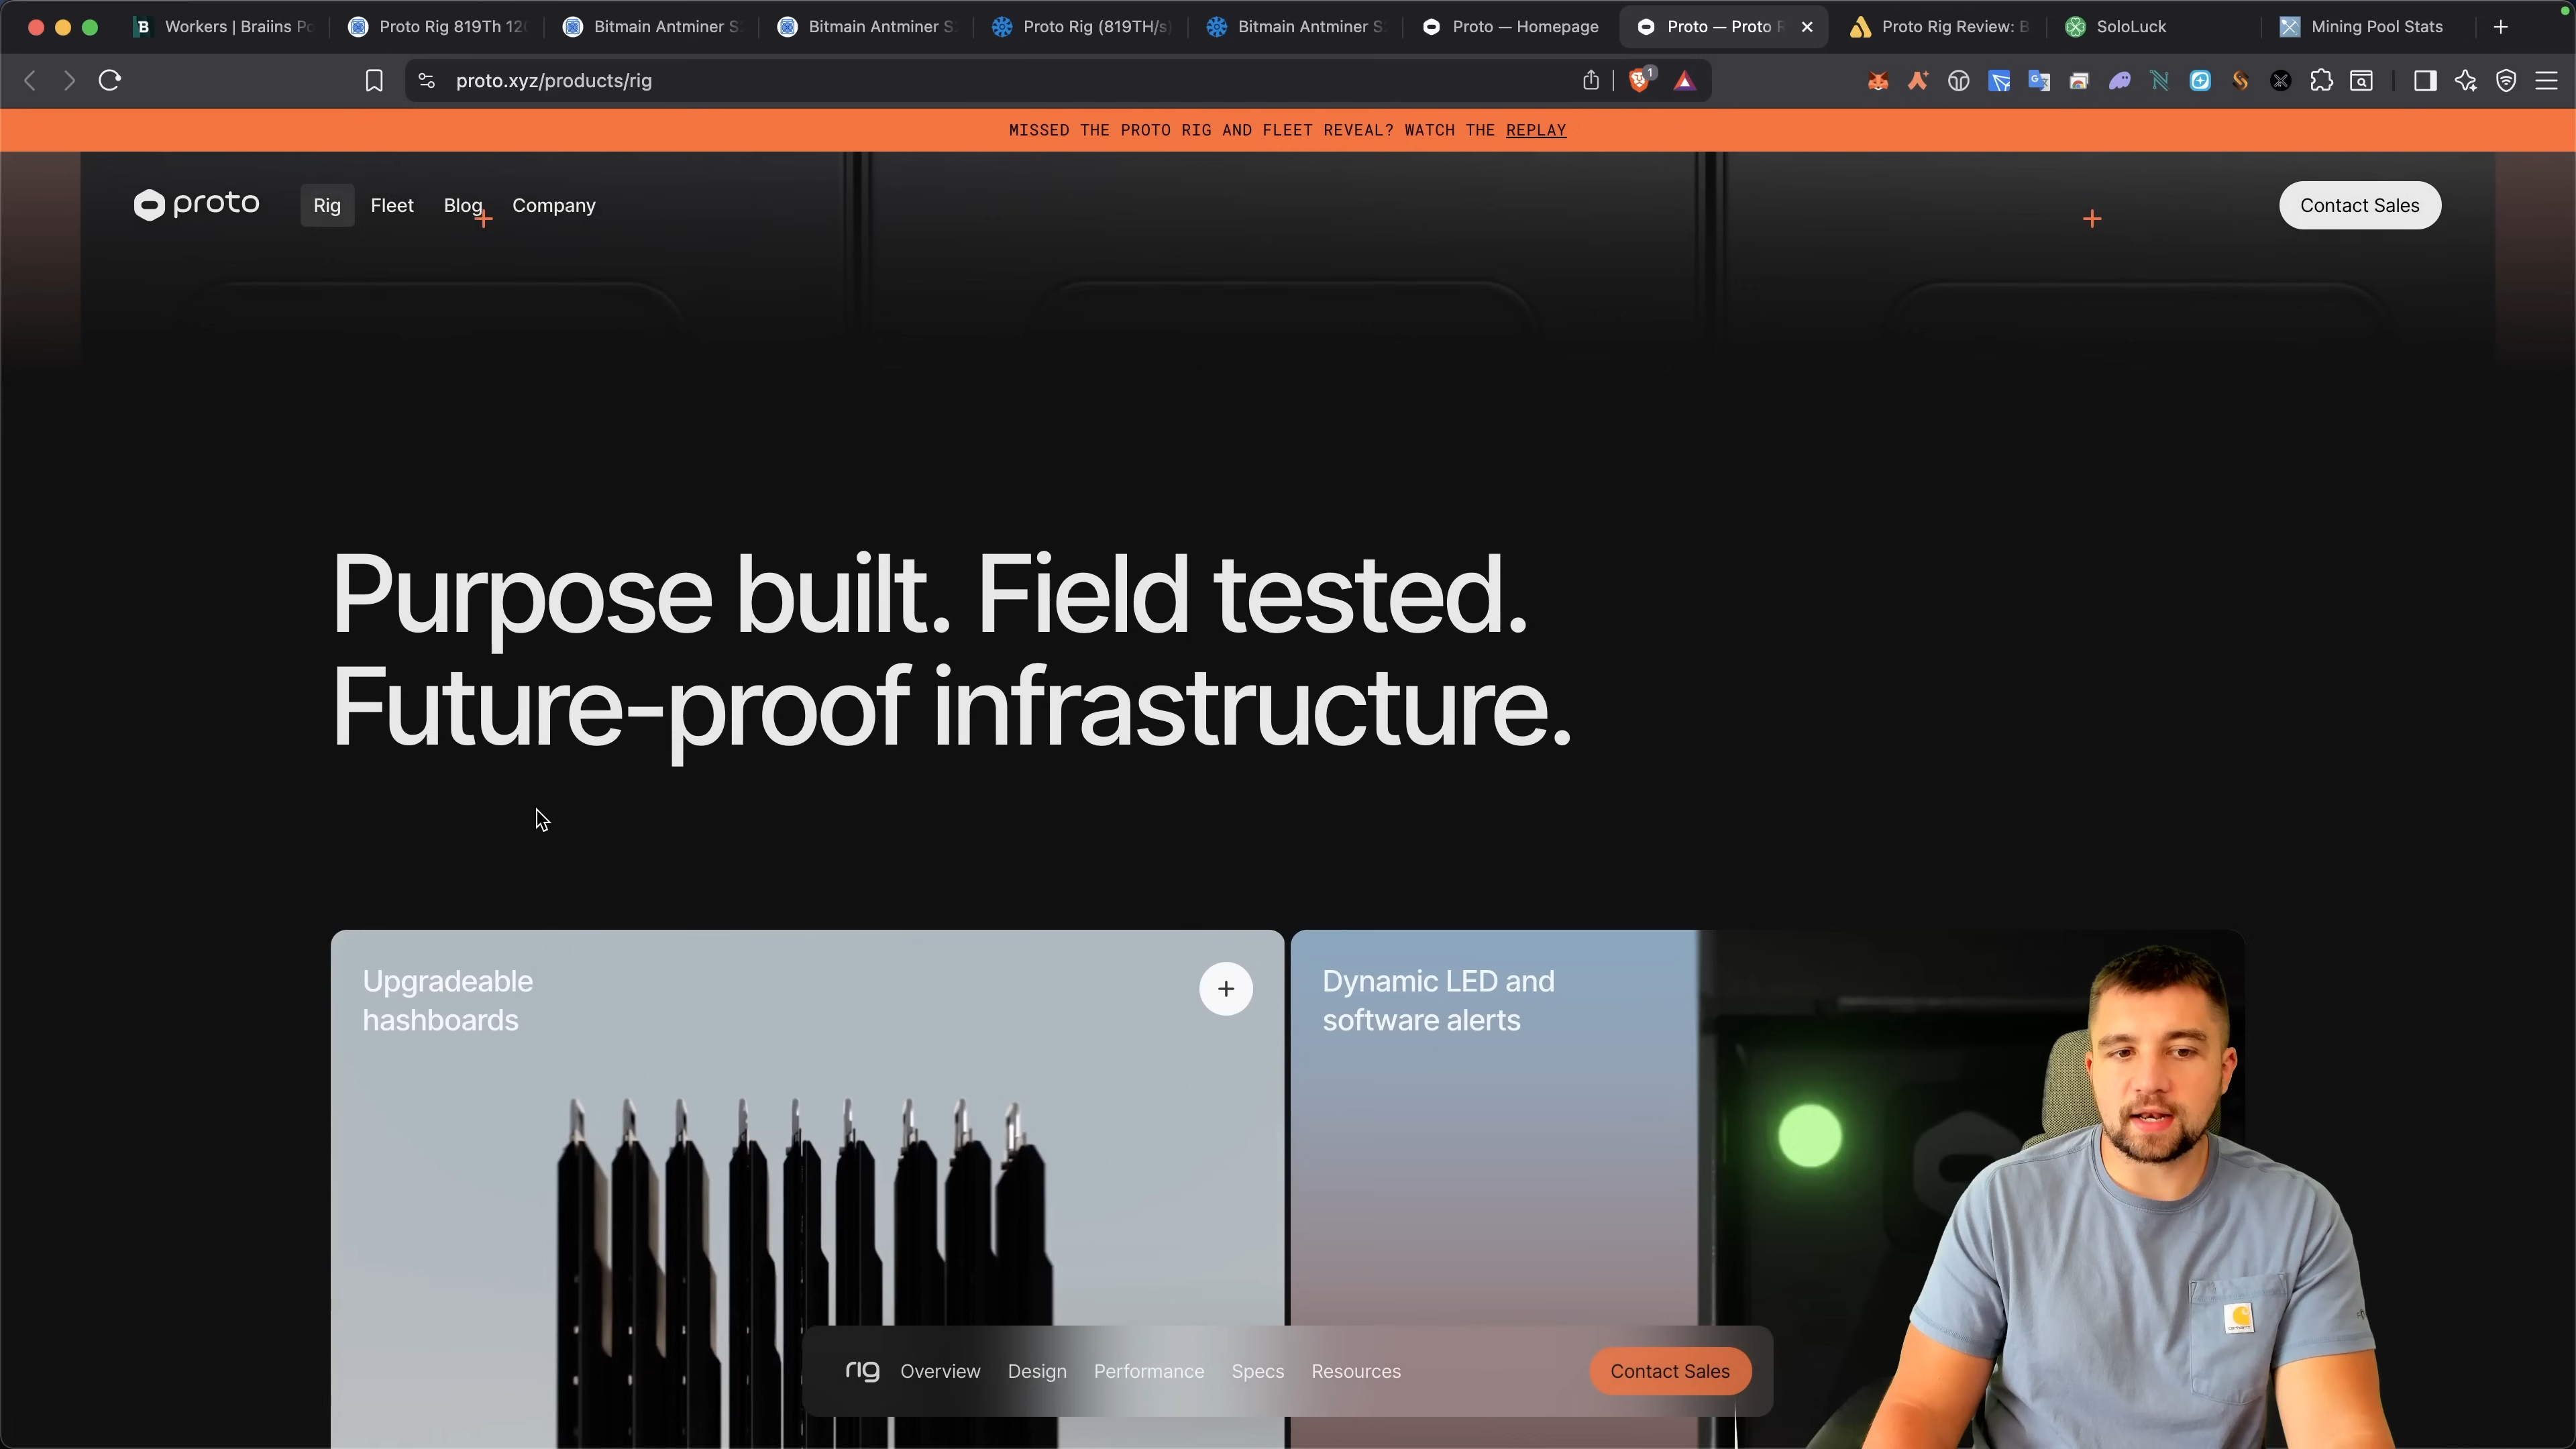 Workers | Braiins Po
Proto Rig 819Th 120
Bitmain Antminer S
Bitmain Antminer S
Proto Rig (819TH/s)
Bitmain Antminer S
Proto — Homepage
Proto — Proto R
Proto Rig Review: B
SoloLuck
Mining Pool Stats
proto.xyz/products/rig
1
MISSED THE PROTO RIG AND FLEET REVEAL? WATCH THE REPLAY
proto
Rig
Fleet
Blog
Company
Contact Sales
Purpose built. Field tested.
Future-proof infrastructure.
Upgradeable
hashboards
Dynamic LED and
software alerts
rig
Overview
Design
Performance
Specs
Resources
Contact Sales